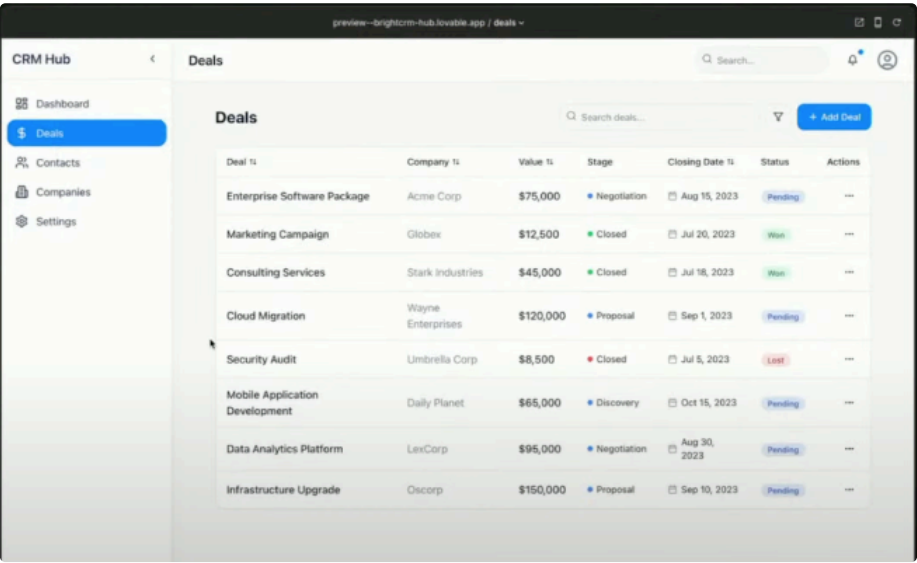 preview--brightcrm-hub.lovable.app / deals
CRM Hub
Deals
Search...
Dashboard
Deals
Contacts
Companies
Settings
Deals
Search deals...
+ Add Deal
Deal Company Value Stage Closing Date Status Actions
Enterprise Software Package Acme Corp $75,000 Negotiation Aug 15, 2023 Pending ...
Marketing Campaign Globex $12,500 Closed Jul 20, 2023 Won ...
Consulting Services Stark Industries $45,000 Closed Jul 18, 2023 Won ...
Cloud Migration Wayne Enterprises $120,000 Proposal Sep 1, 2023 Pending ...
Security Audit Umbrella Corp $8,500 Closed Jul 5, 2023 Lost ...
Mobile Application Development Daily Planet $65,000 Discovery Oct 15, 2023 Pending ...
Data Analytics Platform LexCorp $95,000 Negotiation Aug 30, 2023 Pending ...
Infrastructure Upgrade Oscorp $150,000 Proposal Sep 10, 2023 Pending ...